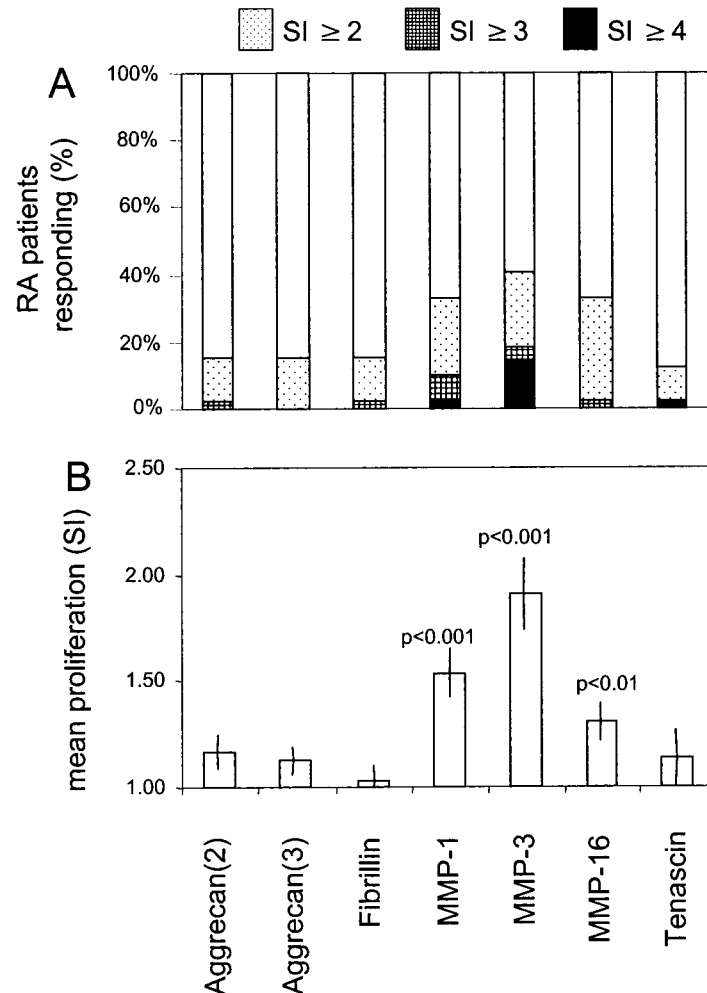 SI ≥ 2 SI ≥ 3 SI ≥ 4
A
RA patients
responding (%)
100%
80%
60%
40%
20%
0%
B
mean proliferation (SI)
2.50
2.00
1.50
1.00
p<0.001
p<0.001
p<0.01
Aggrecan(2)
Aggrecan(3)
Fibrillin
MMP-1
MMP-3
MMP-16
Tenascin